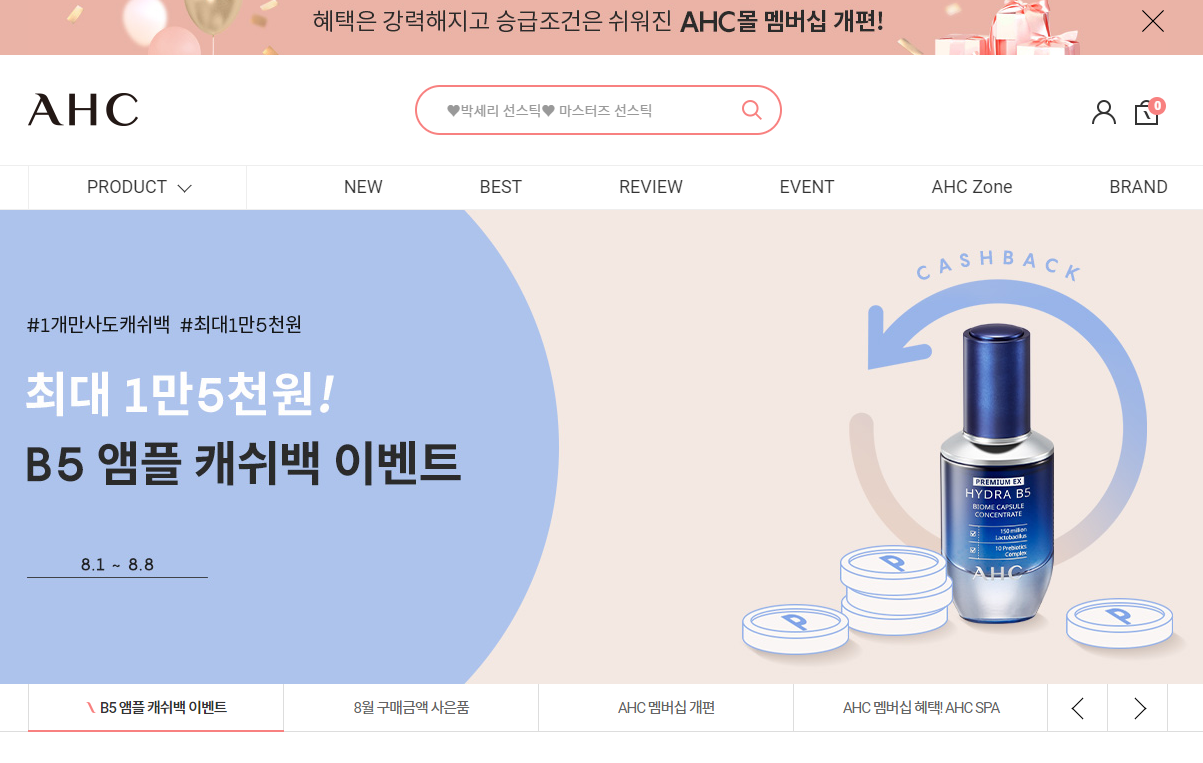 혜택은 강력해지고 승급조건은 쉬워진 AHC몰 멤버십 개편!
AHC
♥박세리 선스틱♥ 마스터즈 선스틱
0
PRODUCT NEW BEST REVIEW EVENT AHC Zone BRAND
CASHBACK
#1개만사도캐쉬백 #최대1만5천원
최대 1만5천원!
B5 앰플 캐쉬백 이벤트
8.1 ~ 8.8
PREMIUM EX
HYDRA B5
BIOME CAPSULE
CONCENTRATE
150 million
Lactobacillus
10 Prebiotics
Complex
AHC
P
P
P
B5 앰플 캐쉬백 이벤트 8월 구매금액 사은품 AHC 멤버십 개편 AHC 멤버십 혜택! AHC SPA